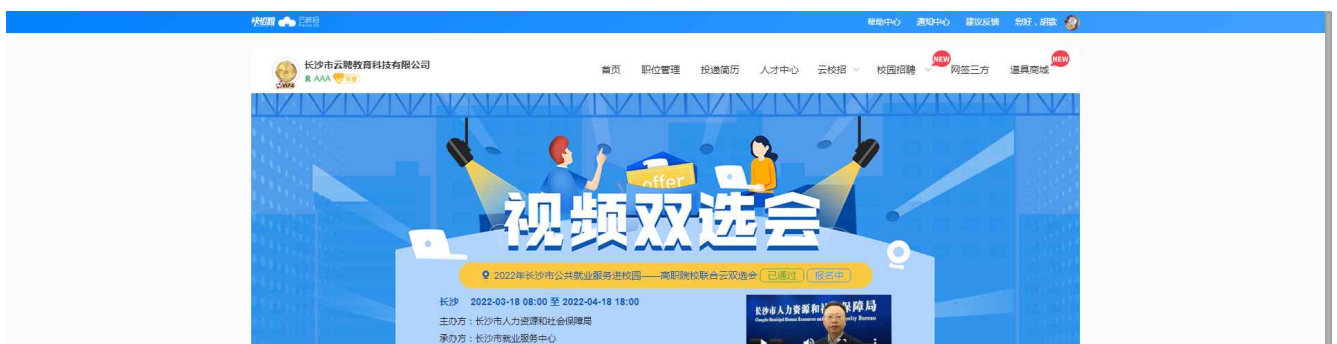 快招聘 云校招
帮助中心 通知中心 建议反馈 您好，胡歆
长沙市云聘教育科技有限公司
AAA
VIP4
首页 职位管理 投递简历 人才中心 云校招 校园招聘 NEW 网签三方 道具商城 NEW
offer
视频双选会
2022年长沙市公共就业服务进校园——高职院校联合云双选会 已通过 报名中
长沙 2022-03-18 08:00 至 2022-04-18 18:00
主办方：长沙市人力资源和社会保障局
承办方：长沙市就业服务中心
长沙市人力资源和社会保障局